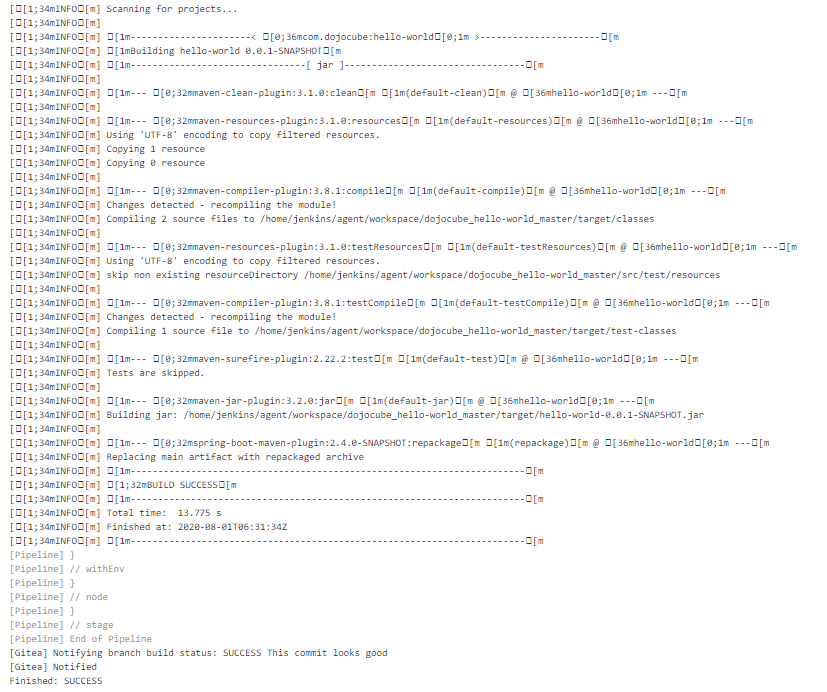 [▯[1;34mINFO▯[m] Scanning for projects...
[▯[1;34mINFO▯[m]
[▯[1;34mINFO▯[m] ▯[1m----------------------< ▯[0;36mcom.dojocube:hello-world▯[0;1m >----------------------▯[m
[▯[1;34mINFO▯[m] ▯[1mBuilding hello-world 0.0.1-SNAPSHOT▯[m
[▯[1;34mINFO▯[m] ▯[1m--------------------------------[ jar ]---------------------------------▯[m
[▯[1;34mINFO▯[m]
[▯[1;34mINFO▯[m] ▯[1m--- ▯[0;32mmaven-clean-plugin:3.1.0:clean▯[m ▯[1m(default-clean)▯[m @ ▯[36mhello-world▯[0;1m ---▯[m
[▯[1;34mINFO▯[m]
[▯[1;34mINFO▯[m] ▯[1m--- ▯[0;32mmaven-resources-plugin:3.1.0:resources▯[m ▯[1m(default-resources)▯[m @ ▯[36mhello-world▯[0;1m ---▯[m
[▯[1;34mINFO▯[m] Using 'UTF-8' encoding to copy filtered resources.
[▯[1;34mINFO▯[m] Copying 1 resource
[▯[1;34mINFO▯[m] Copying 0 resource
[▯[1;34mINFO▯[m]
[▯[1;34mINFO▯[m] ▯[1m--- ▯[0;32mmaven-compiler-plugin:3.8.1:compile▯[m ▯[1m(default-compile)▯[m @ ▯[36mhello-world▯[0;1m ---▯[m
[▯[1;34mINFO▯[m] Changes detected - recompiling the module!
[▯[1;34mINFO▯[m] Compiling 2 source files to /home/jenkins/agent/workspace/dojocube_hello-world_master/target/classes
[▯[1;34mINFO▯[m]
[▯[1;34mINFO▯[m] ▯[1m--- ▯[0;32mmaven-resources-plugin:3.1.0:testResources▯[m ▯[1m(default-testResources)▯[m @ ▯[36mhello-world▯[0;1m ---▯[m
[▯[1;34mINFO▯[m] Using 'UTF-8' encoding to copy filtered resources.
[▯[1;34mINFO▯[m] skip non existing resourceDirectory /home/jenkins/agent/workspace/dojocube_hello-world_master/src/test/resources
[▯[1;34mINFO▯[m]
[▯[1;34mINFO▯[m] ▯[1m--- ▯[0;32mmaven-compiler-plugin:3.8.1:testCompile▯[m ▯[1m(default-testCompile)▯[m @ ▯[36mhello-world▯[0;1m ---▯[m
[▯[1;34mINFO▯[m] Changes detected - recompiling the module!
[▯[1;34mINFO▯[m] Compiling 1 source file to /home/jenkins/agent/workspace/dojocube_hello-world_master/target/test-classes
[▯[1;34mINFO▯[m]
[▯[1;34mINFO▯[m] ▯[1m--- ▯[0;32mmaven-surefire-plugin:2.22.2:test▯[m ▯[1m(default-test)▯[m @ ▯[36mhello-world▯[0;1m ---▯[m
[▯[1;34mINFO▯[m] Tests are skipped.
[▯[1;34mINFO▯[m]
[▯[1;34mINFO▯[m] ▯[1m--- ▯[0;32mmaven-jar-plugin:3.2.0:jar▯[m ▯[1m(default-jar)▯[m @ ▯[36mhello-world▯[0;1m ---▯[m
[▯[1;34mINFO▯[m] Building jar: /home/jenkins/agent/workspace/dojocube_hello-world_master/target/hello-world-0.0.1-SNAPSHOT.jar
[▯[1;34mINFO▯[m]
[▯[1;34mINFO▯[m] ▯[1m--- ▯[0;32mspring-boot-maven-plugin:2.4.0-SNAPSHOT:repackage▯[m ▯[1m(repackage)▯[m @ ▯[36mhello-world▯[0;1m ---▯[m
[▯[1;34mINFO▯[m] Replacing main artifact with repackaged archive
[▯[1;34mINFO▯[m] ▯[1m------------------------------------------------------------------------▯[m
[▯[1;34mINFO▯[m] ▯[1;32mBUILD SUCCESS▯[m
[▯[1;34mINFO▯[m] ▯[1m------------------------------------------------------------------------▯[m
[▯[1;34mINFO▯[m] Total time:  13.775 s
[▯[1;34mINFO▯[m] Finished at: 2020-08-01T06:31:34Z
[▯[1;34mINFO▯[m] ▯[1m------------------------------------------------------------------------▯[m
[Pipeline] }
[Pipeline] // withEnv
[Pipeline] }
[Pipeline] // node
[Pipeline] }
[Pipeline] // stage
[Pipeline] End of Pipeline
[Gitea] Notifying branch build status: SUCCESS This commit looks good
[Gitea] Notified
Finished: SUCCESS